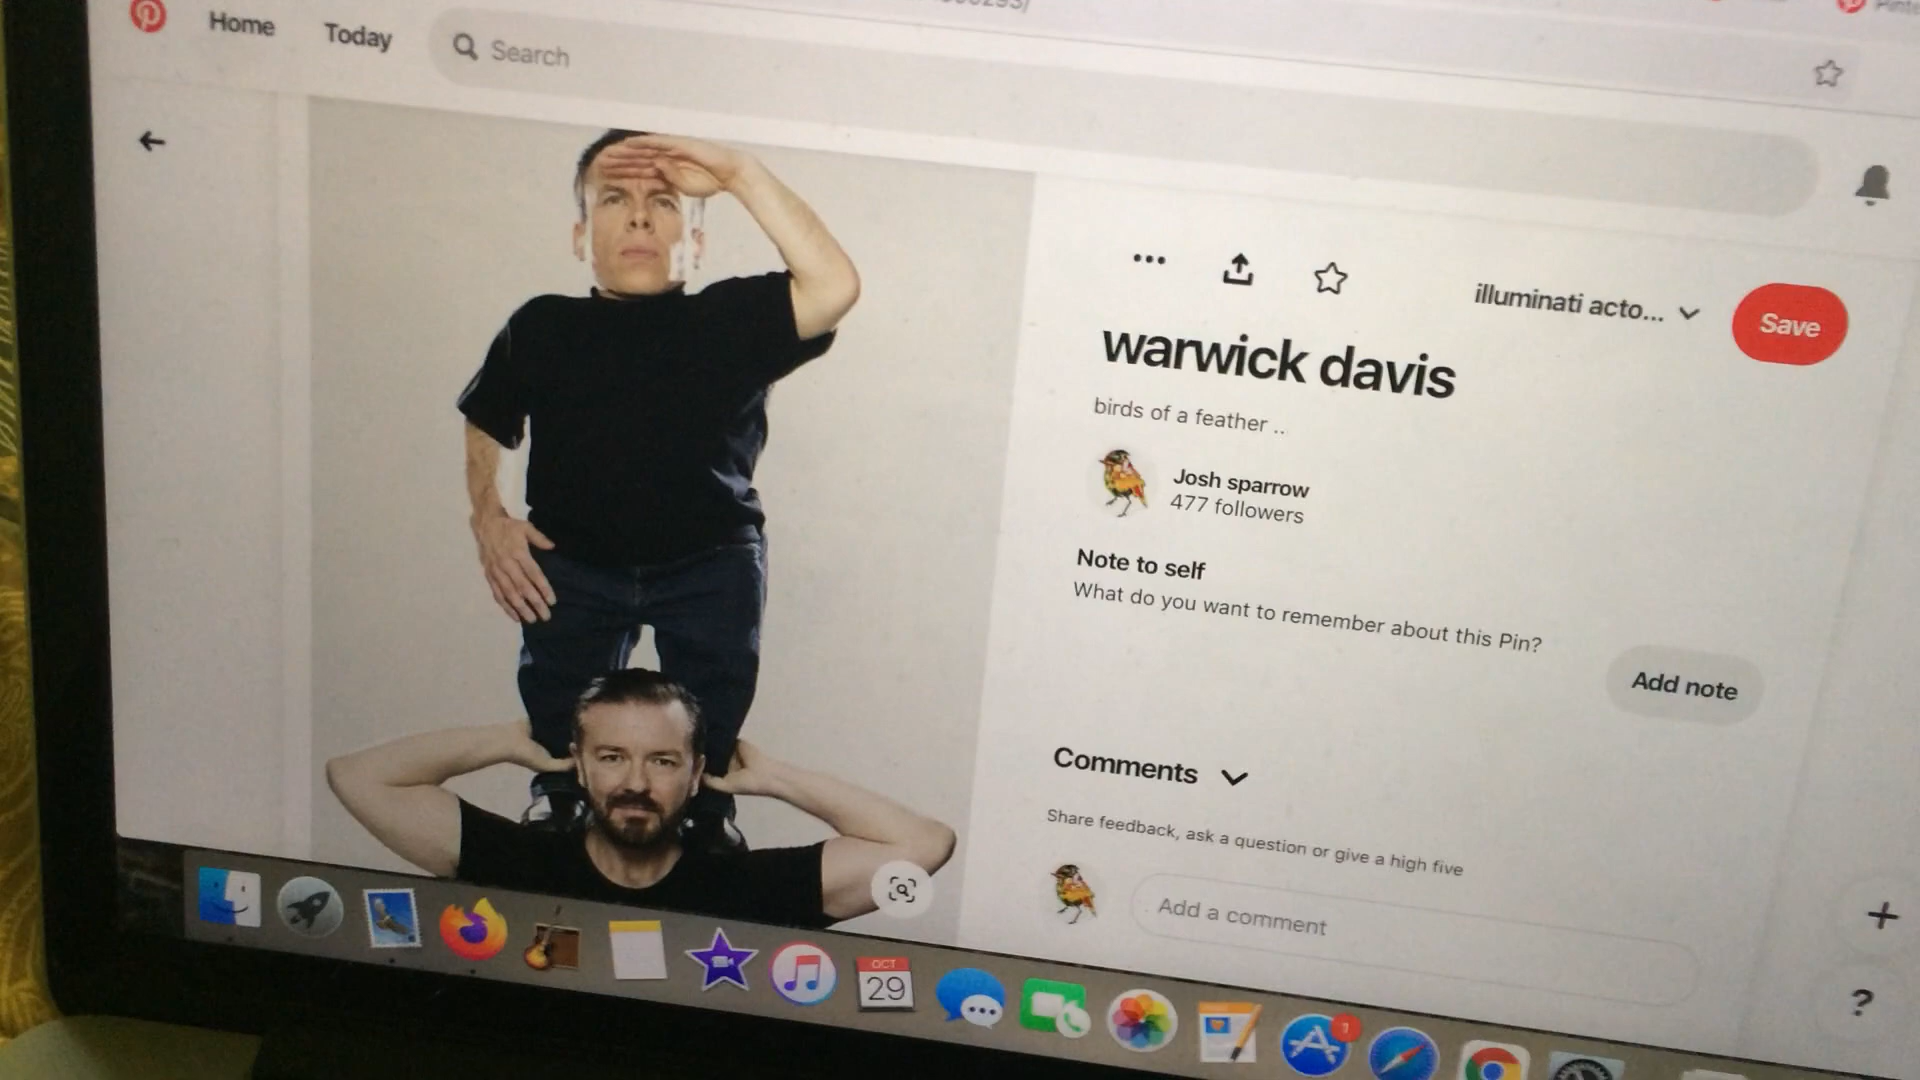 Home
Today
Search
illuminati acto...
Save
warwick davis
birds of a feather ..
Josh sparrow
477 followers
Note to self
What do you want to remember about this Pin?
Add note
Comments
Share feedback, ask a question or give a high five
Add a comment
?
OCT
29
1